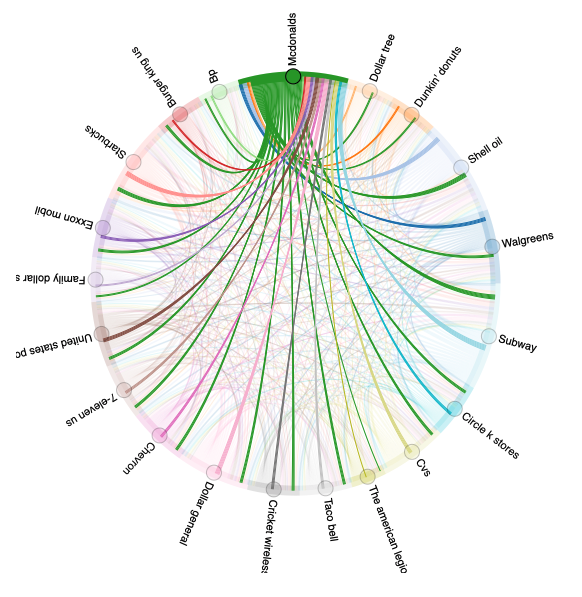 Mcdonalds
Dollar tree
Dunkin' donuts
Shell oil
Walgreens
Subway
Circle k stores
Cvs
The american legio
Taco bell
Cricket wireless
Dollar general
Chevron
7-eleven us
United states po
Family dollar s
Exxon mobil
Starbucks
Burger king us
Bp